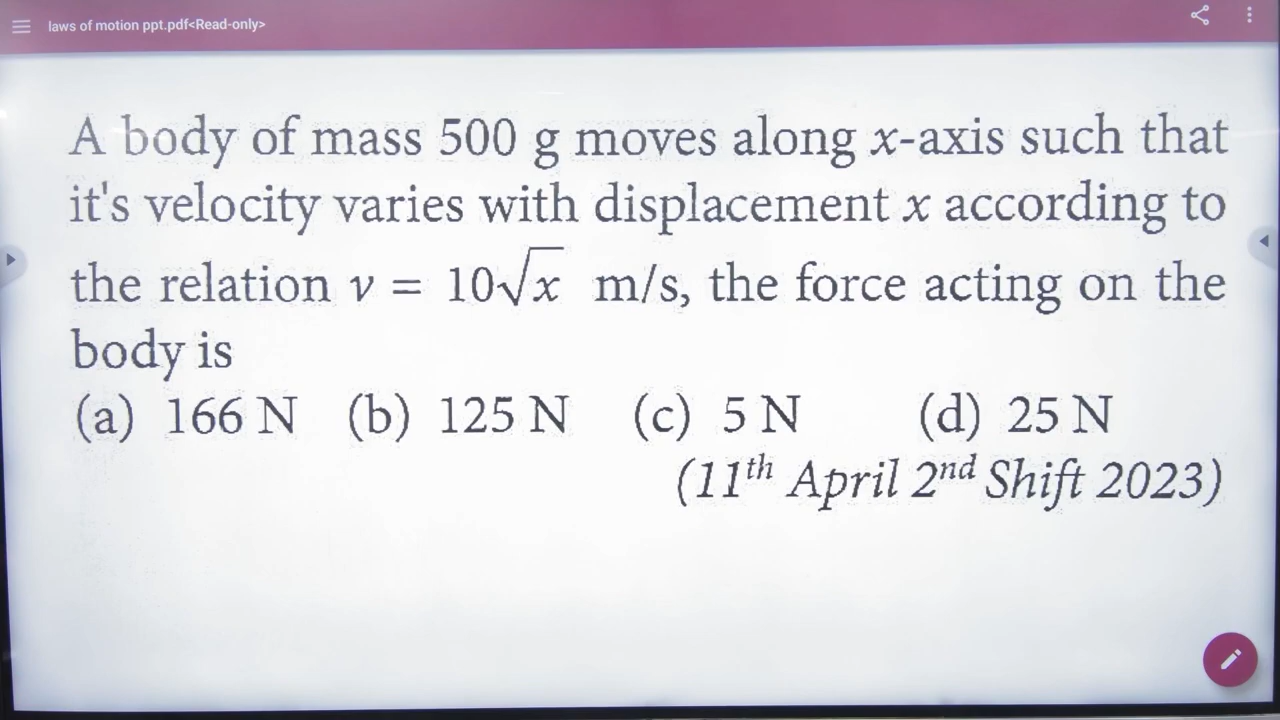 laws of motion ppt.pdf<Read-only>
A body of mass 500 g moves along x-axis such that
it's velocity varies with displacement x according to
the relation v = 10√x m/s, the force acting on the
body is
(a) 166 N (b) 125 N (c) 5 N (d) 25 N
(11th April 2nd Shift 2023)